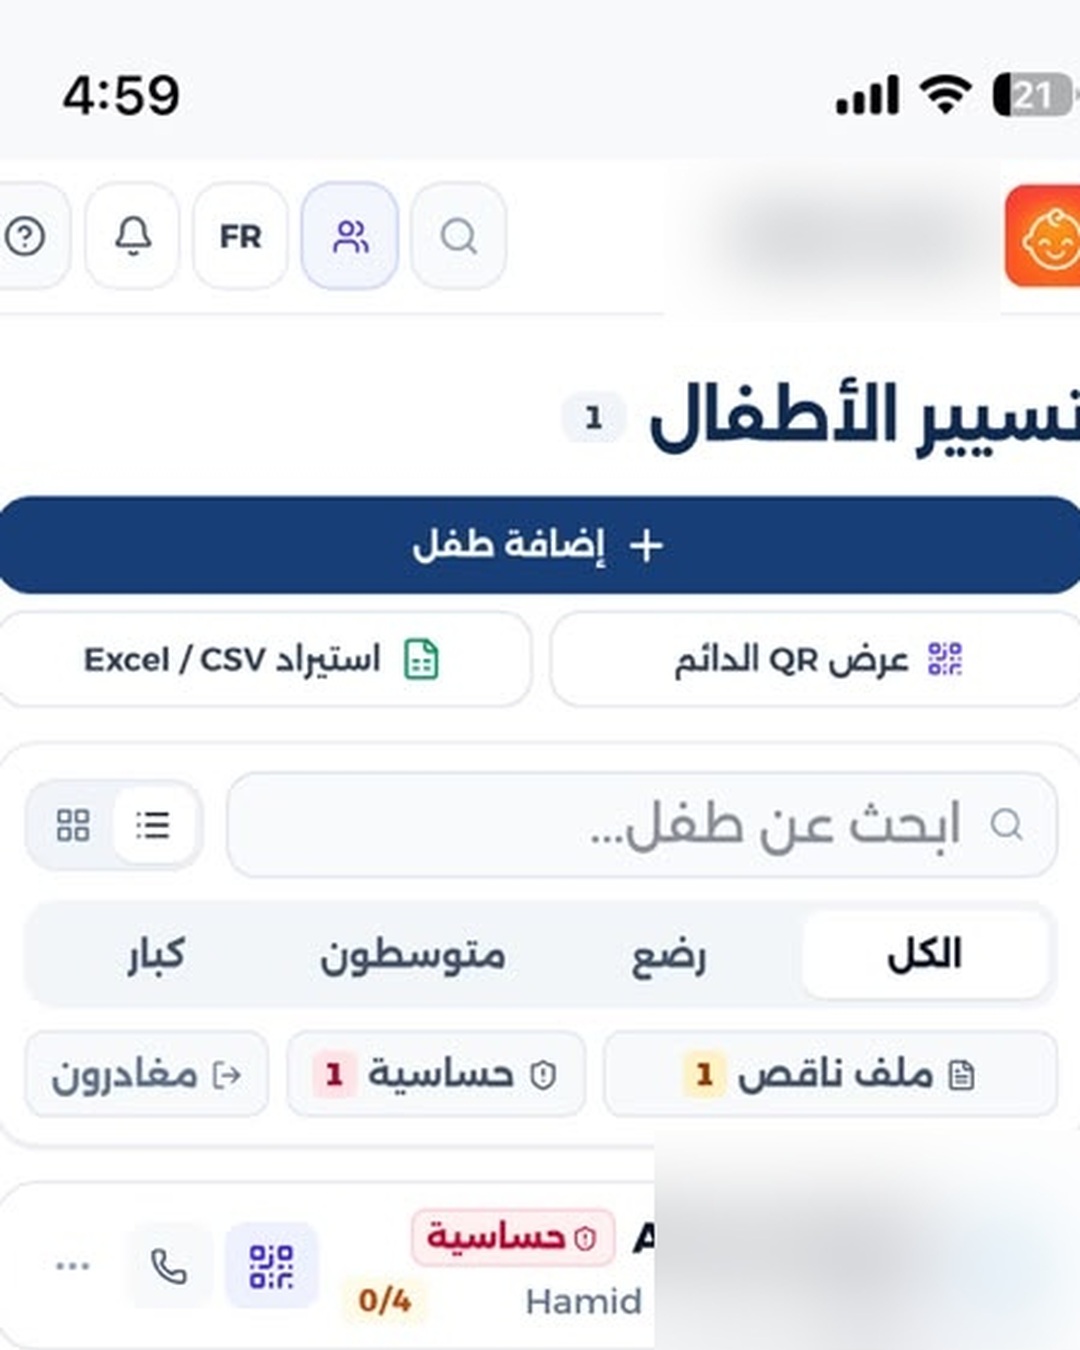 4:59
21
FR
تسيير الأطفال 1
+ إضافة طفل
عرض QR الدائم
استيراد Excel / CSV
ابحث عن طفل...
الكل رضع متوسطون كبار
ملف ناقص 1 حساسية 1 مغادرون
حساسية
Hamid 0/4